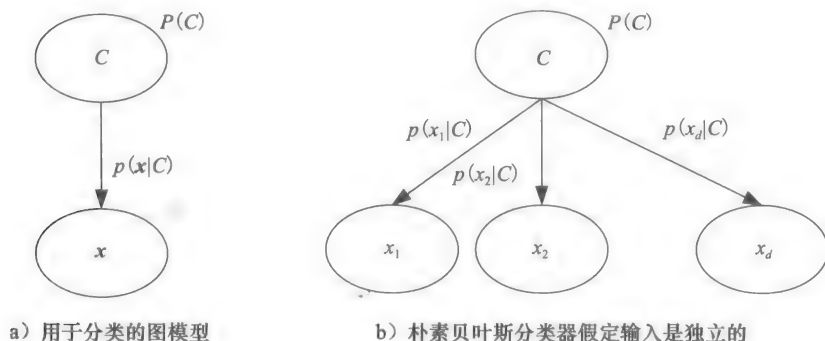 P(C)
C
p(x|C)
x
a）用于分类的图模型
P(C)
C
p(x₁|C)
p(x₂|C)
p(x_d|C)
x₁
x₂
x_d
b）朴素贝叶斯分类器假定输入是独立的